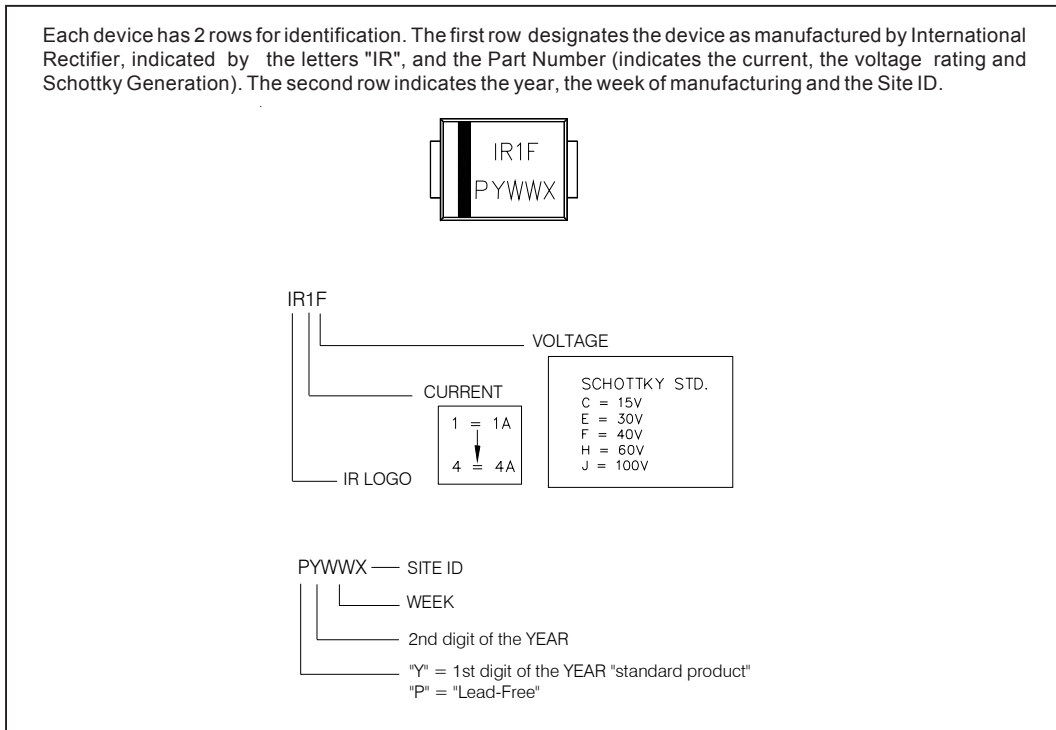 Each device has 2 rows for identification. The first row designates the device as manufactured by International
Rectifier, indicated by the letters "IR", and the Part Number (indicates the current, the voltage rating and
Schottky Generation). The second row indicates the year, the week of manufacturing and the Site ID.
IR1F
PYWWX
IR1F
VOLTAGE
SCHOTTKY STD.
C = 15V
E = 30V
F = 40V
H = 60V
J = 100V
CURRENT
1 = 1A
4 = 4A
IR LOGO
PYWWX
SITE ID
WEEK
2nd digit of the YEAR
"Y" = 1st digit of the YEAR "standard product"
"P" = "Lead-Free"